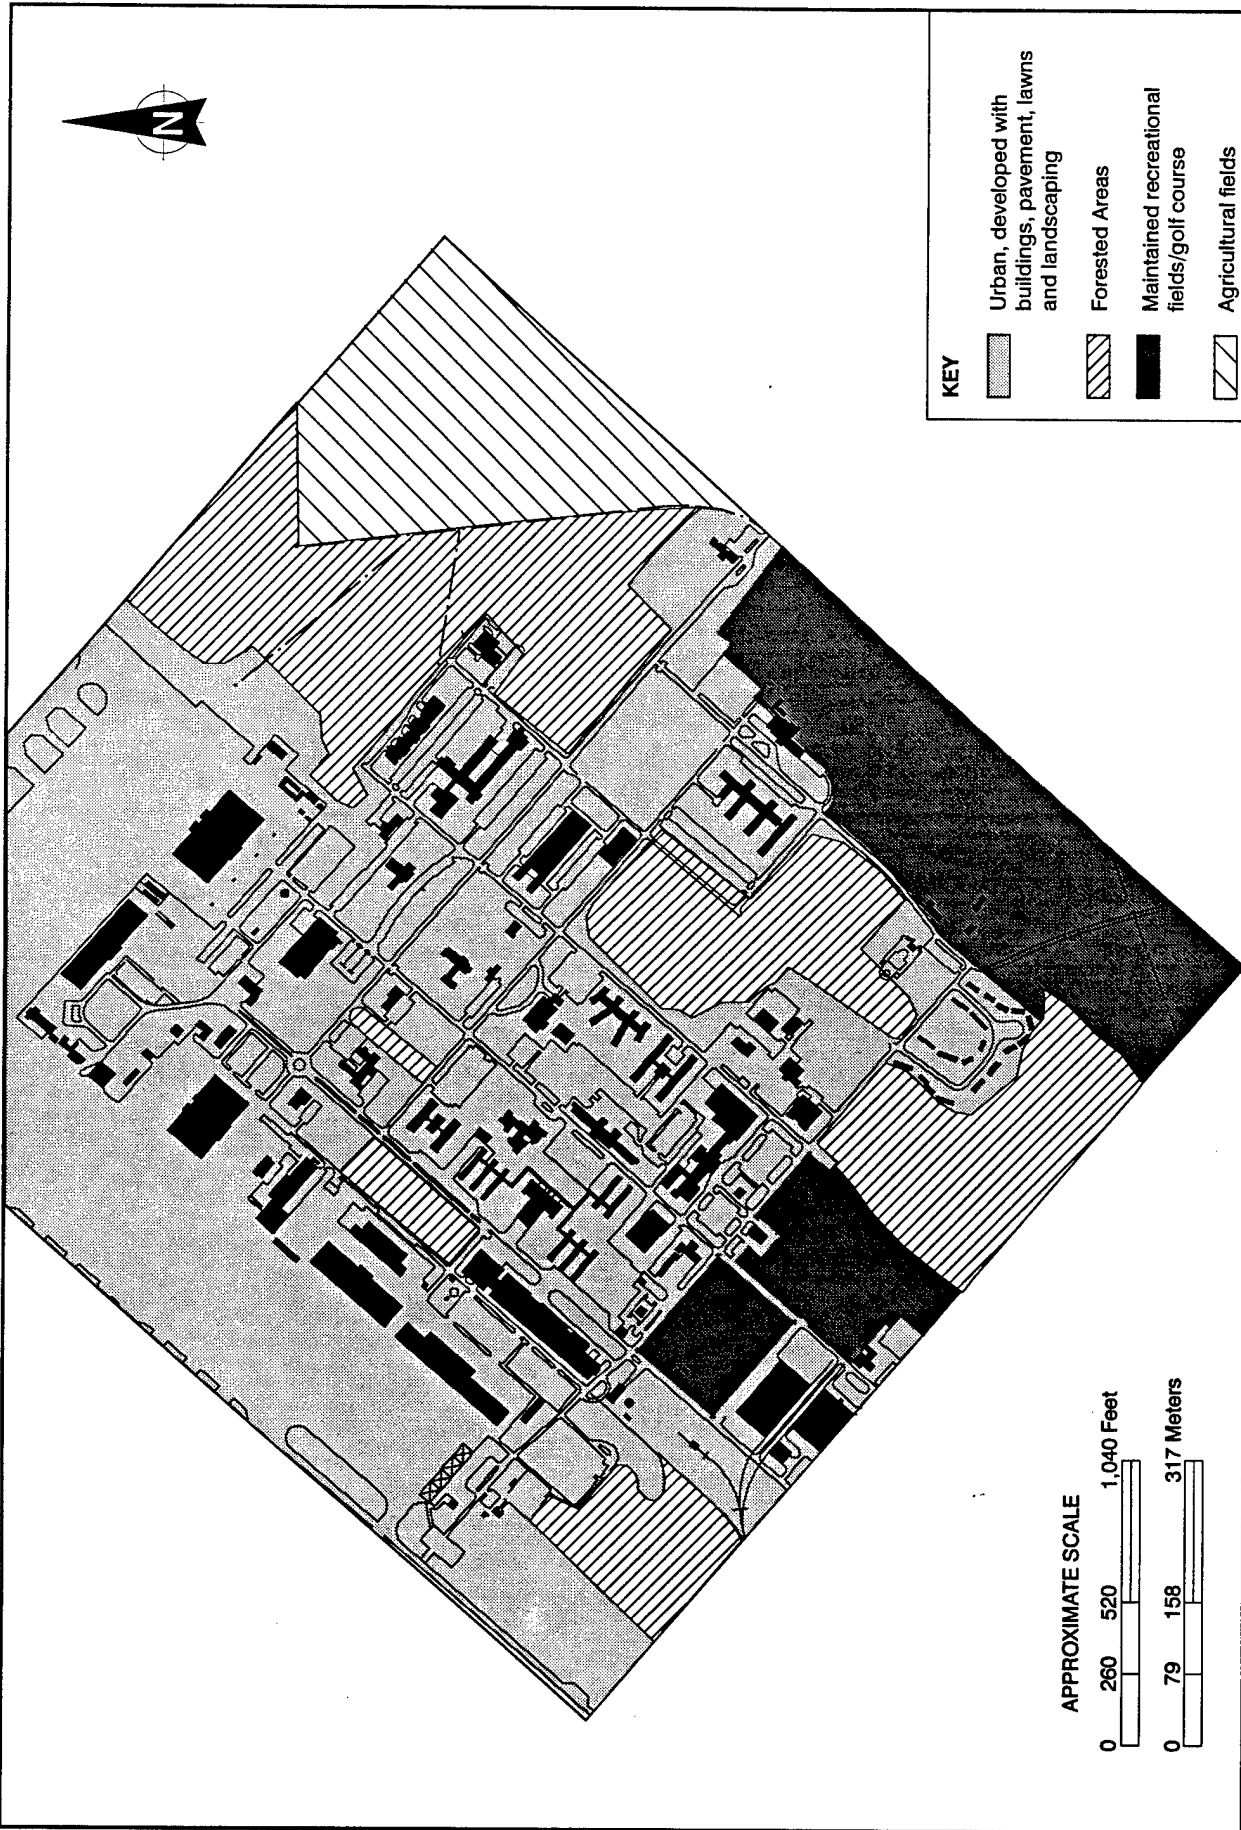 N
KEY
Urban, developed with
buildings, pavement, lawns
and landscaping
Forested Areas
Maintained recreational
fields/golf course
Agricultural fields
APPROXIMATE SCALE
0 260 520 1,040 Feet
0 79 158 317 Meters